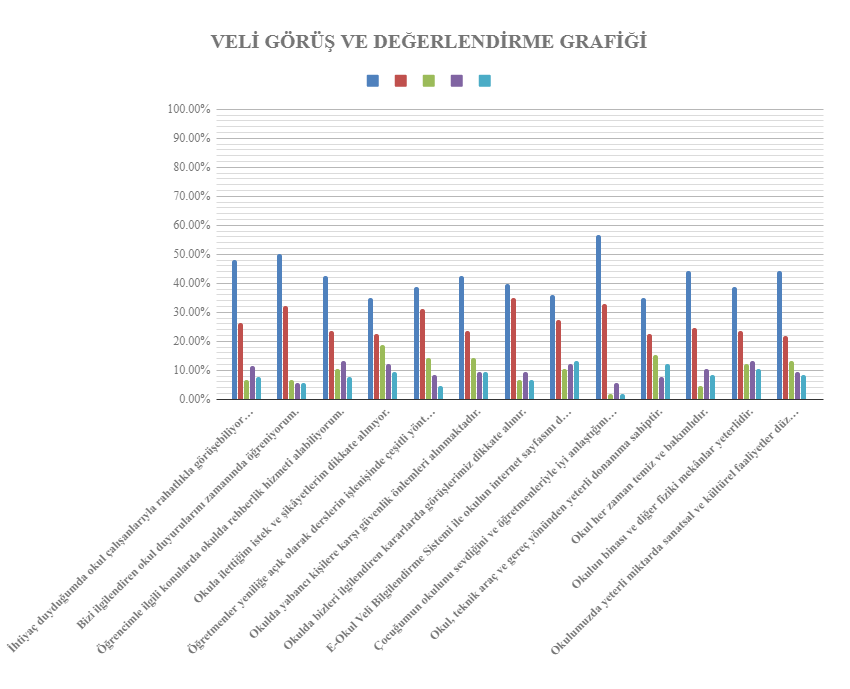 VELİ GÖRÜŞ VE DEĞERLENDİRME GRAFİĞİ
100.00%
90.00%
80.00%
70.00%
60.00%
50.00%
40.00%
30.00%
20.00%
10.00%
0.00%
İhtiyaç duyduğumda okul çalışanlarıyla rahatlıkla görüşebiliyor…
Bizi ilgilendiren okul duyurularını zamanında öğreniyorum.
Öğrencimle ilgili konularda okulda rehberlik hizmeti alabiliyorum.
Okula ilettiğim istek ve şikâyetlerim dikkate alınıyor.
Öğretmenler yeniliğe açık olarak derslerin işlenişinde çeşitli yönt…
Okulda yabancı kişilere karşı güvenlik önlemleri alınmaktadır.
Okulda bizleri ilgilendiren kararlarda görüşlerimiz dikkate alınır.
E-Okul Veli Bilgilendirme Sistemi ile okulun internet sayfasını d…
Çocuğumun okulunu sevdiğini ve öğretmenleriyle iyi anlaştığını…
Okul, teknik araç ve gereç yönünden yeterli donanıma sahiptir.
Okul her zaman temiz ve bakımlıdır.
Okulun binası ve diğer fiziki mekânlar yeterlidir.
Okulumuzda yeterli miktarda sanatsal ve kültürel faaliyetler düz…